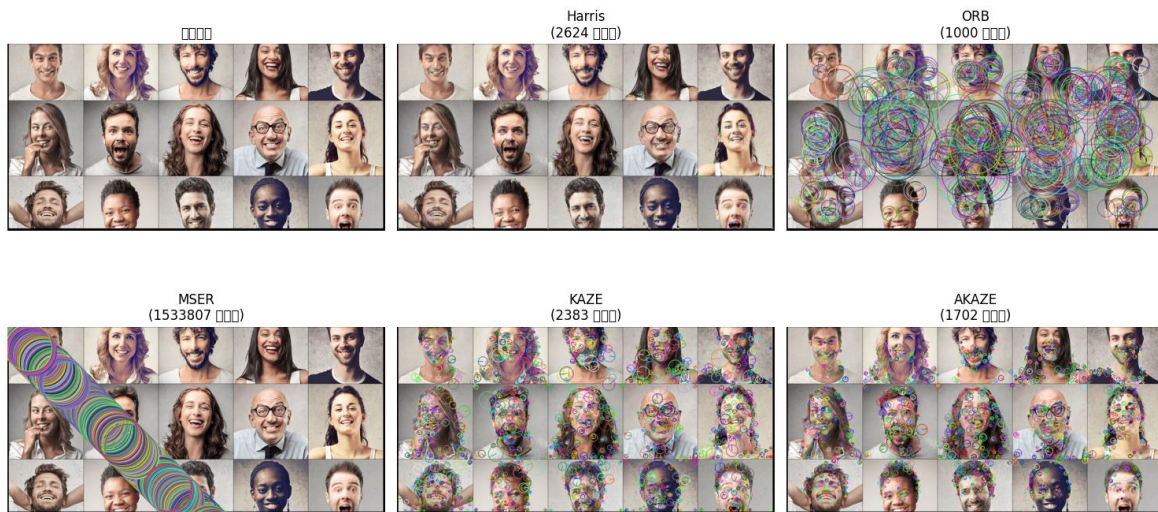 Harris
(2624 )
ORB
(1000 )
MSER
(1533807 )
KAZE
(2383 )
AKAZE
(1702 )